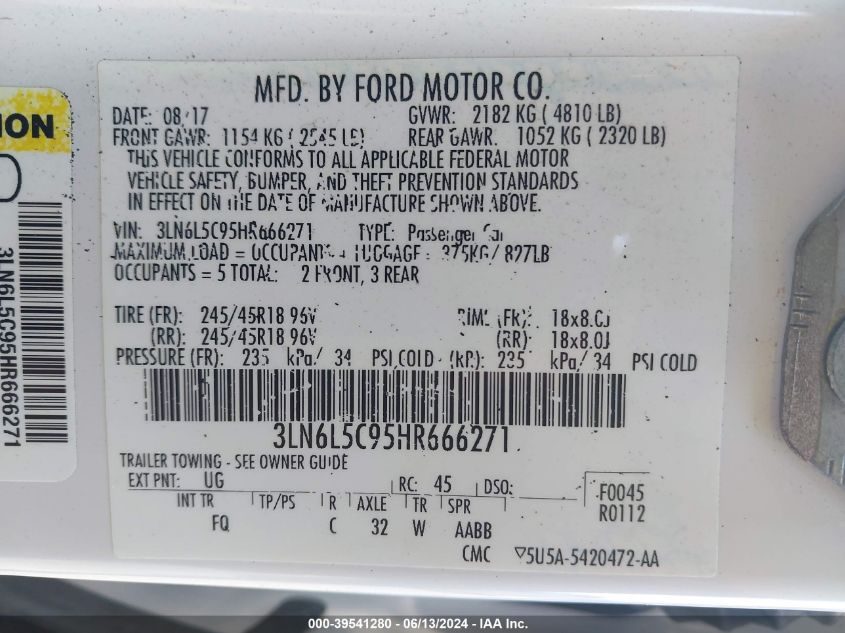 MFD. BY FORD MOTOR CO.
DATE: 08/17 GVWR: 2182 KG ( 4810 LB)
FRONT GAWR: 1154 KG ( 2545 LB) REAR GAWR: 1052 KG ( 2320 LB)
THIS VEHICLE CONFORMS TO ALL APPLICABLE FEDERAL MOTOR
VEHICLE SAFETY, BUMPER, AND THEFT PREVENTION STANDARDS
IN EFFECT ON THE DATE OF MANUFACTURE SHOWN ABOVE.
VIN: 3LN6L5C95HR666271 TYPE: Passenger Car
MAXIMUM LOAD = OCCUPANTS + LUGGAGE = 375KG/ 827LB
OCCUPANTS = 5 TOTAL: 2 FRONT, 3 REAR
TIRE (FR): 245/45R18 96V RIM: (FR): 18x8.0J
(RR): 245/45R18 96V (RR): 18x8.0J
PRESSURE (FR): 235 kPa/ 34 PSI COLD - (RR): 235 kPa/ 34 PSI COLD
3LN6L5C95HR666271
TRAILER TOWING - SEE OWNER GUIDE
EXT PNT: UG RC: 45 DSO: F0045
INT TR TP/PS R AXLE TR SPR R0112
FQ C 32 W AABB
CMC ▽5U5A-5420472-AA
ION
3LN6L5C95HR666271
000-39541280 - 06/13/2024 - IAA Inc.